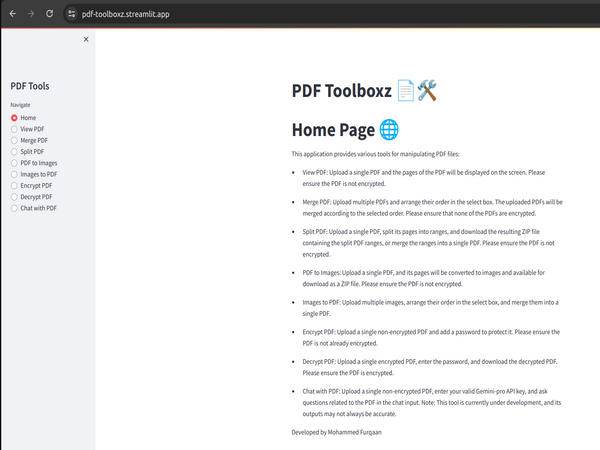 pdf-toolboxz.streamlit.app
PDF Tools
Navigate
Home
View PDF
Merge PDF
Split PDF
PDF to Images
Images to PDF
Encrypt PDF
Decrypt PDF
Chat with PDF
PDF Toolboxz 📄🛠️
Home Page 🌐
This application provides various tools for manipulating PDF files:
• View PDF: Upload a single PDF and the pages of the PDF will be displayed on the screen. Please
ensure the PDF is not encrypted.
• Merge PDF: Upload multiple PDFs and arrange their order in the select box. The uploaded PDFs will be
merged according to the selected order. Please ensure that none of the PDFs are encrypted.
• Split PDF: Upload a single PDF, split its pages into ranges, and download the resulting ZIP file
containing the split PDF ranges, or merge the ranges into a single PDF. Please ensure the PDF is not
encrypted.
• PDF to Images: Upload a single PDF, and its pages will be converted to images and available for
download as a ZIP file. Please ensure the PDF is not encrypted.
• Images to PDF: Upload multiple images, arrange their order in the select box, and merge them into a
single PDF.
• Encrypt PDF: Upload a single non-encrypted PDF and add a password to protect it. Please ensure the
PDF is not already encrypted.
• Decrypt PDF: Upload a single encrypted PDF, enter the password, and download the decrypted PDF.
Please ensure the PDF is encrypted.
• Chat with PDF: Upload a single non-encrypted PDF, enter your valid Gemini-pro API key, and ask
questions related to the PDF in the chat input. Note: This tool is currently under development, and its
outputs may not always be accurate.
Developed by Mohammed Furqaan